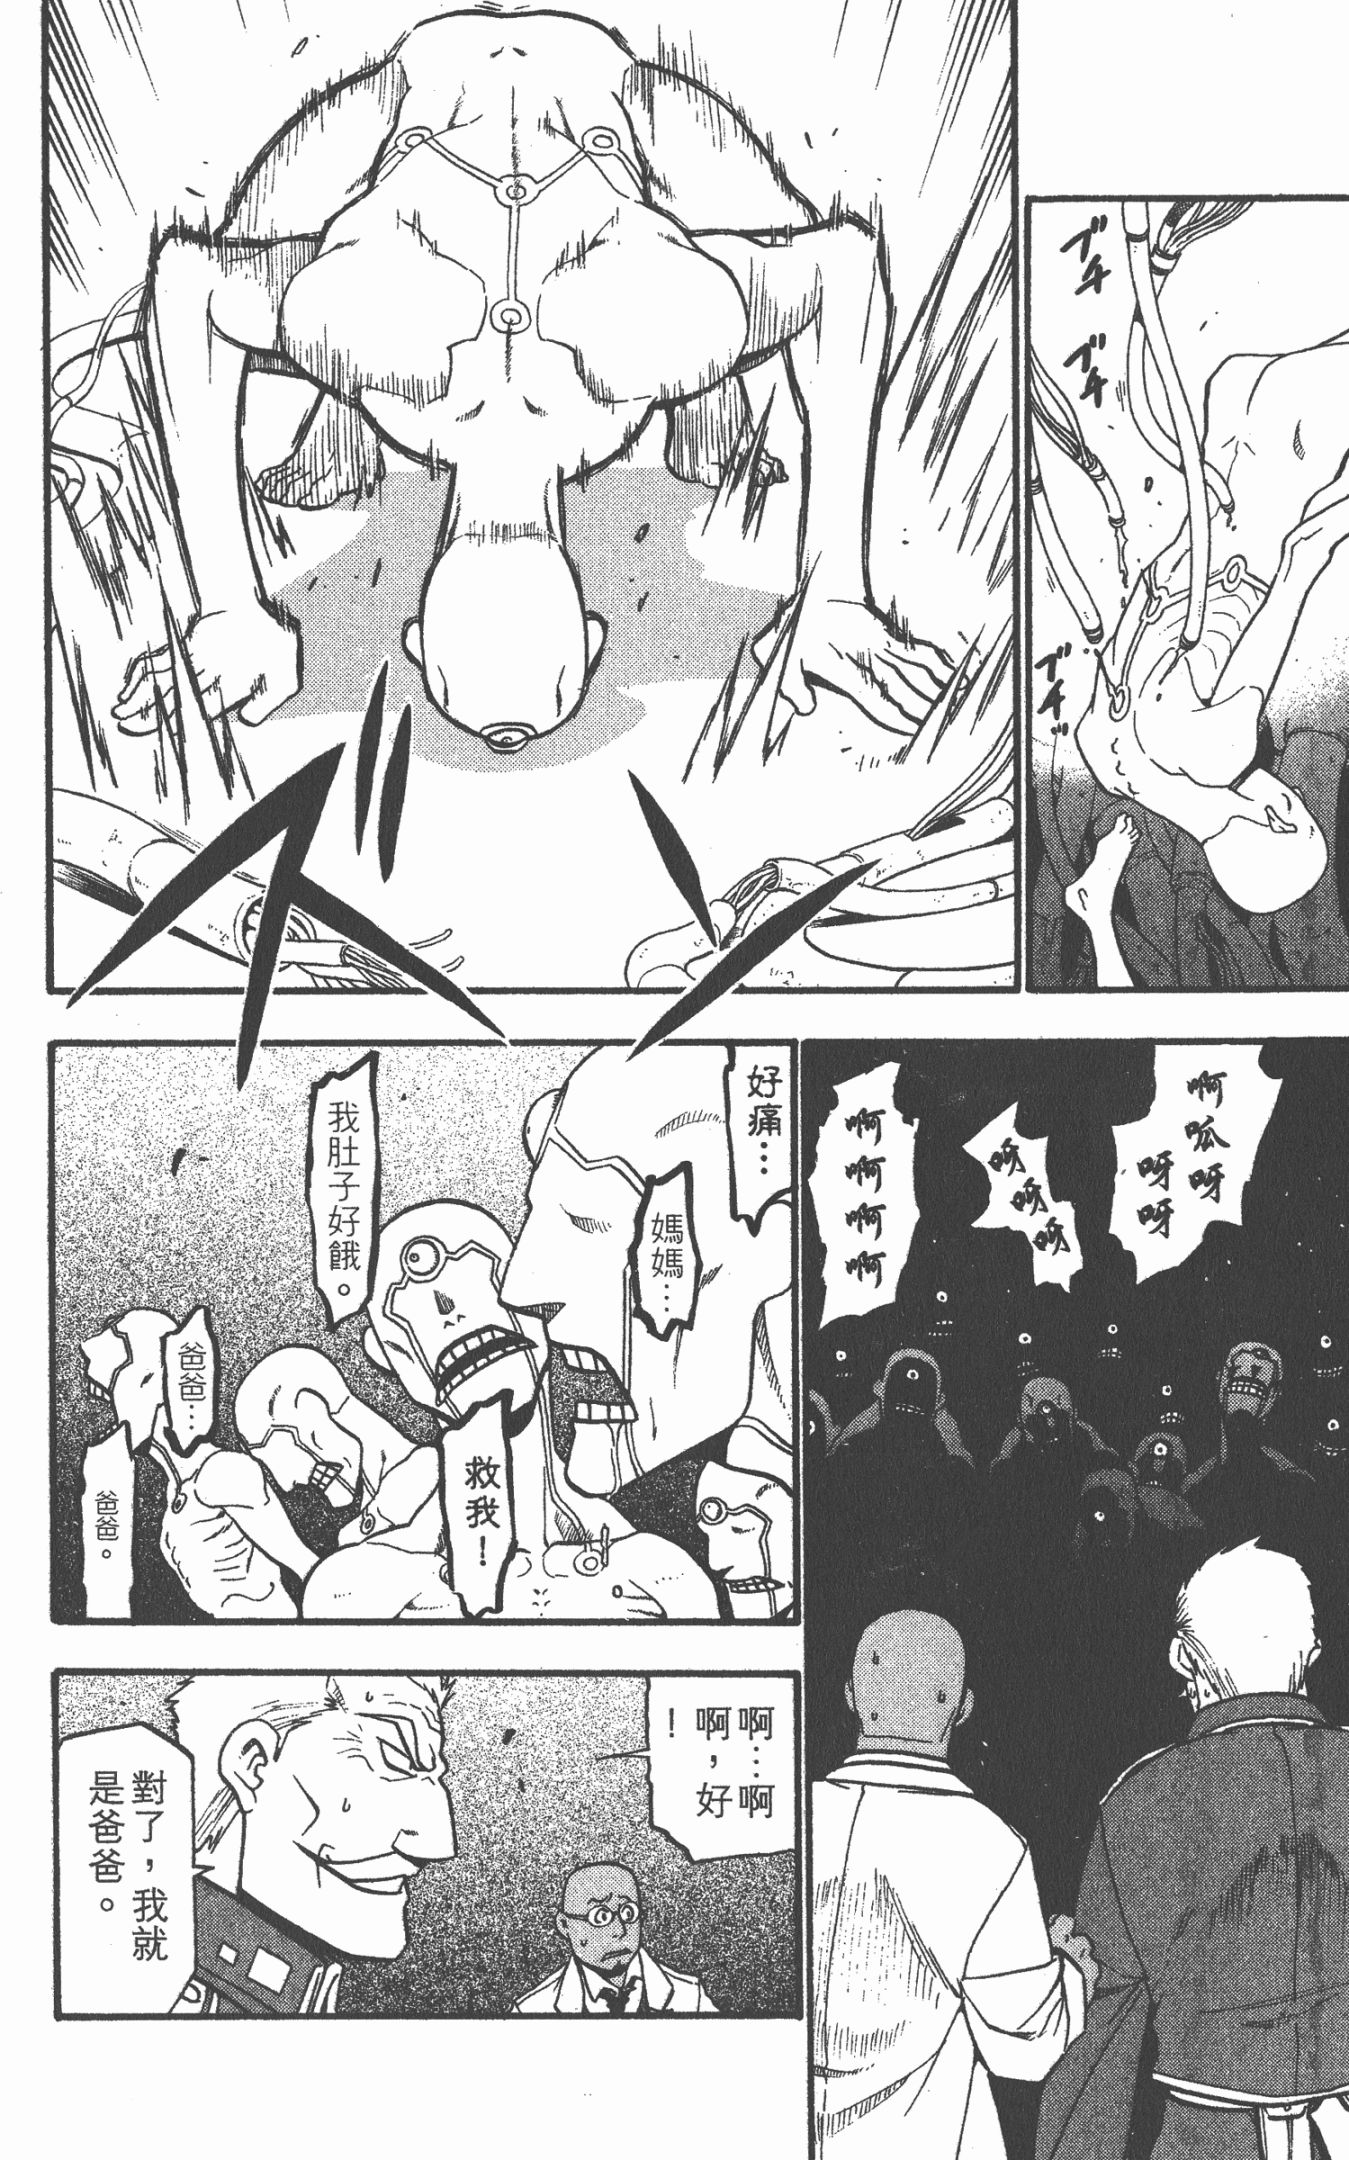 ブチ
ブチ
ブチッ
ズン
啊呱呀
呀呀
呀呀呀
啊啊啊啊
好痛…
媽媽…
我肚子好餓。
救我！
爸爸…
爸爸。
啊…啊
啊，好
！
對了，我就
是爸爸。